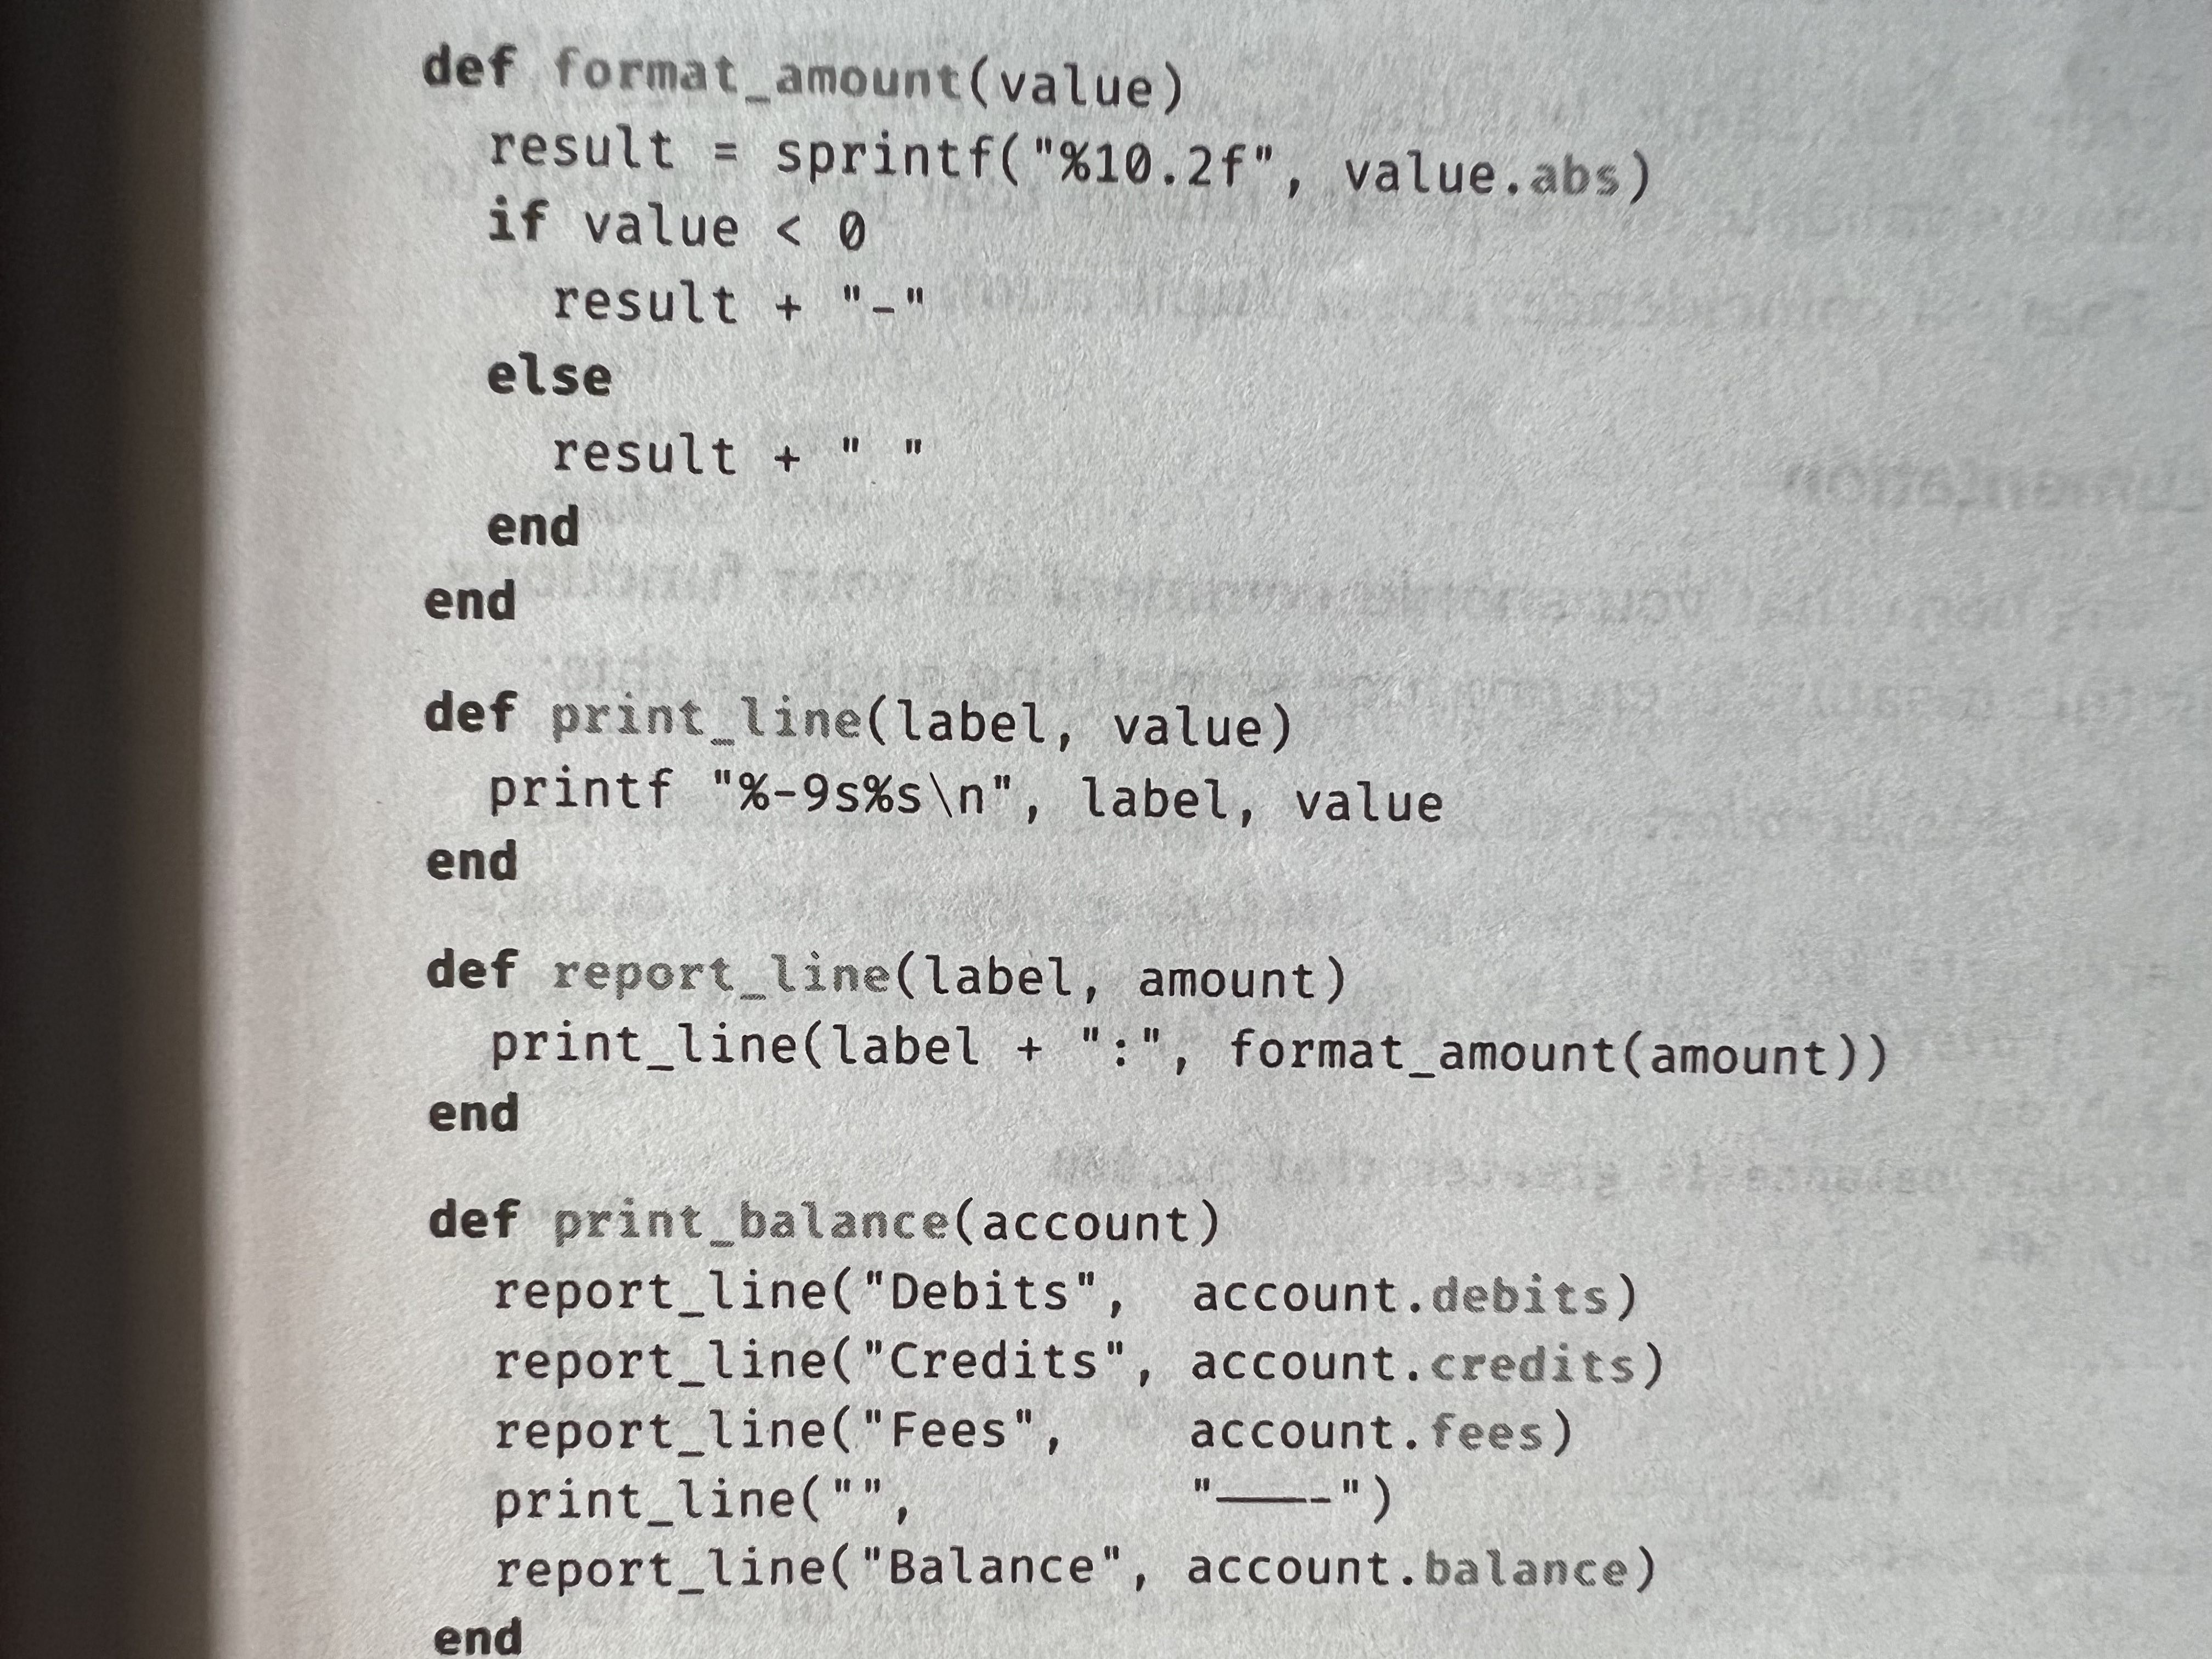 def format_amount(value)
  result = sprintf("%10.2f", value.abs)
  if value < 0
    result + "-"
  else
    result + " "
  end
end

def print_line(label, value)
  printf "%-9s%s\n", label, value
end

def report_line(label, amount)
  print_line(label + ":", format_amount(amount))
end

def print_balance(account)
  report_line("Debits",  account.debits)
  report_line("Credits", account.credits)
  report_line("Fees",    account.fees)
  print_line("",         "———-")
  report_line("Balance", account.balance)
end